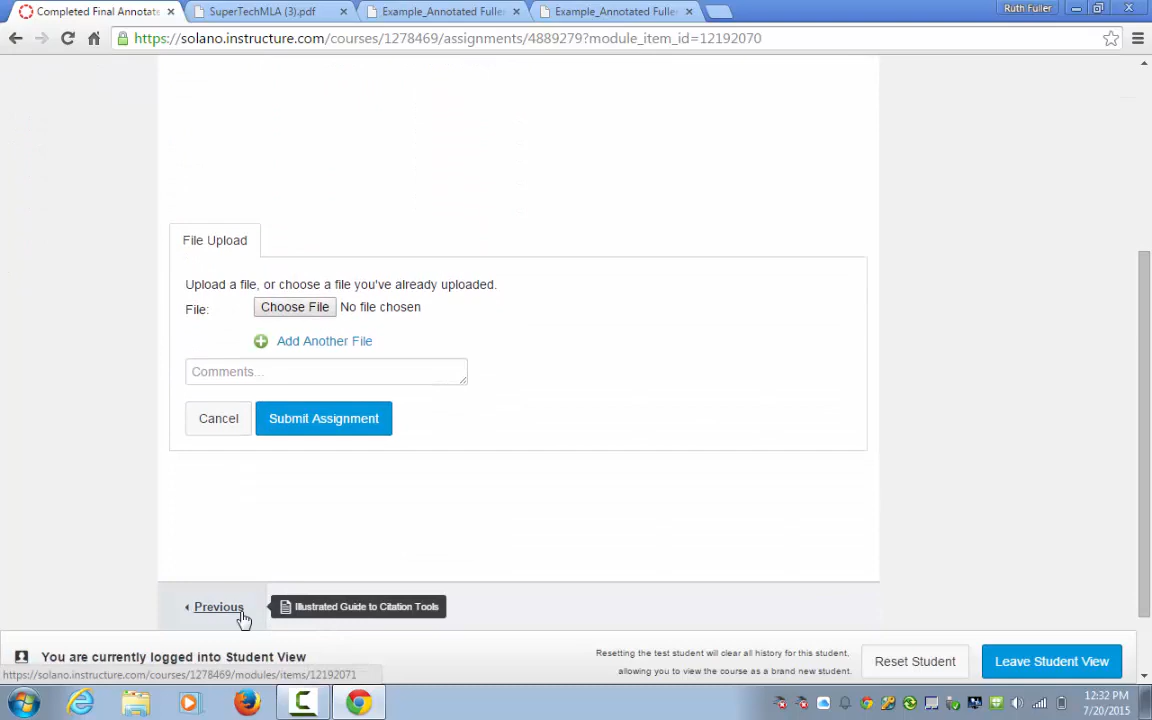 Completed Final Annotate
SuperTechMLA (3).pdf
Example_Annotated Fulle
Example_Annotated Fulle
Ruth Fuller
https://solano.instructure.com/courses/1278469/assignments/4889279?module_item_id=12192070
File Upload
Upload a file, or choose a file you've already uploaded.
File: Choose File No file chosen
Add Another File
Comments...
Cancel Submit Assignment
Previous Illustrated Guide to Citation Tools
You are currently logged into Student View
Resetting the test student will clear all history for this student,
allowing you to view the course as a brand new student.
Reset Student Leave Student View
https://solano.instructure.com/courses/1278469/modules/items/12192071
12:32 PM
7/20/2015